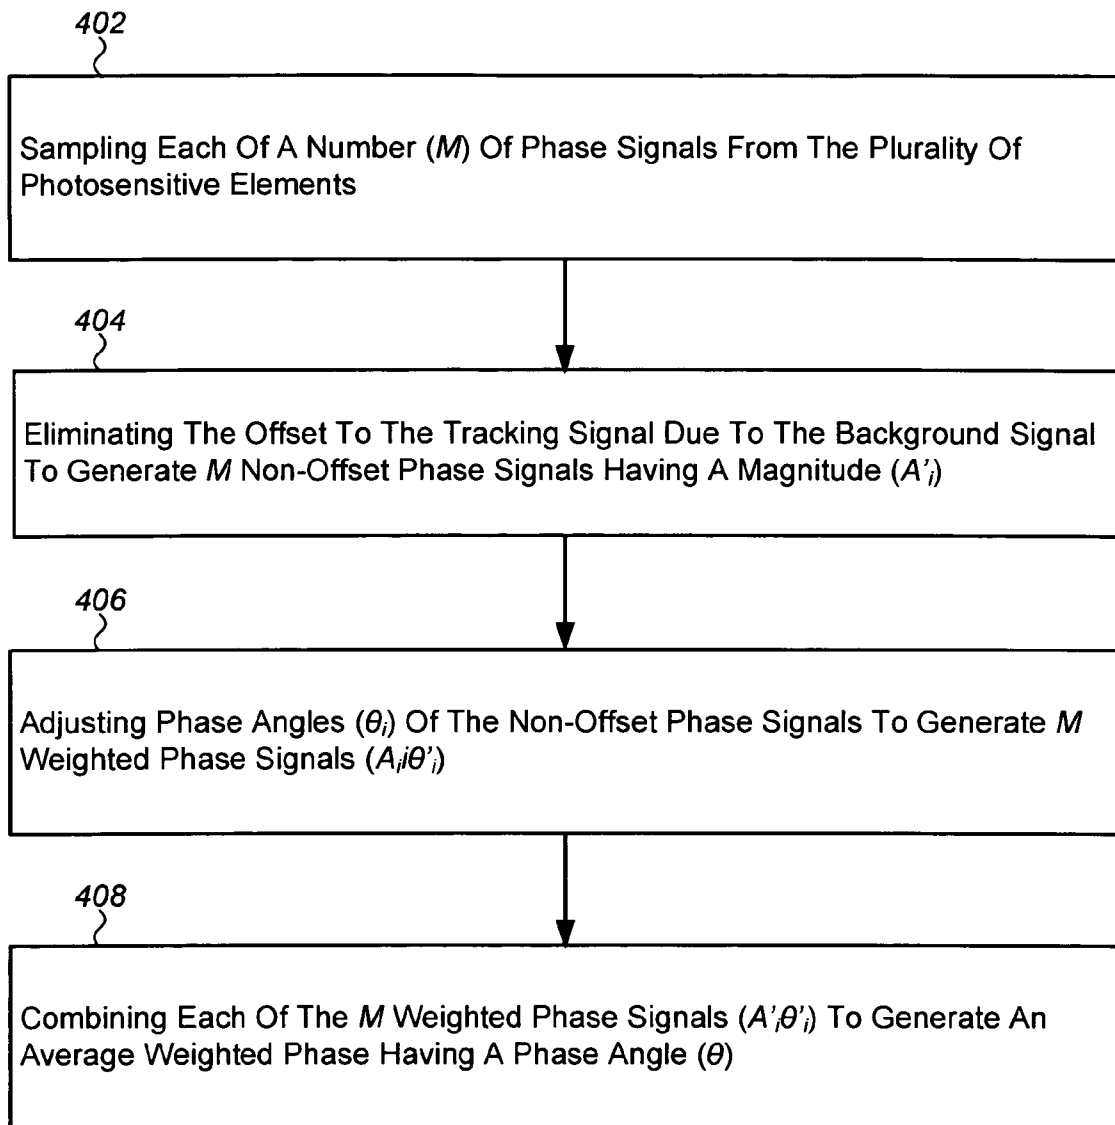 402
Sampling Each Of A Number (M) Of Phase Signals From The Plurality Of
Photosensitive Elements
404
Eliminating The Offset To The Tracking Signal Due To The Background Signal
To Generate M Non-Offset Phase Signals Having A Magnitude (A'i)
406
Adjusting Phase Angles (θi) Of The Non-Offset Phase Signals To Generate M
Weighted Phase Signals (Aiiθ'i)
408
Combining Each Of The M Weighted Phase Signals (A'iθ'i) To Generate An
Average Weighted Phase Having A Phase Angle (θ)